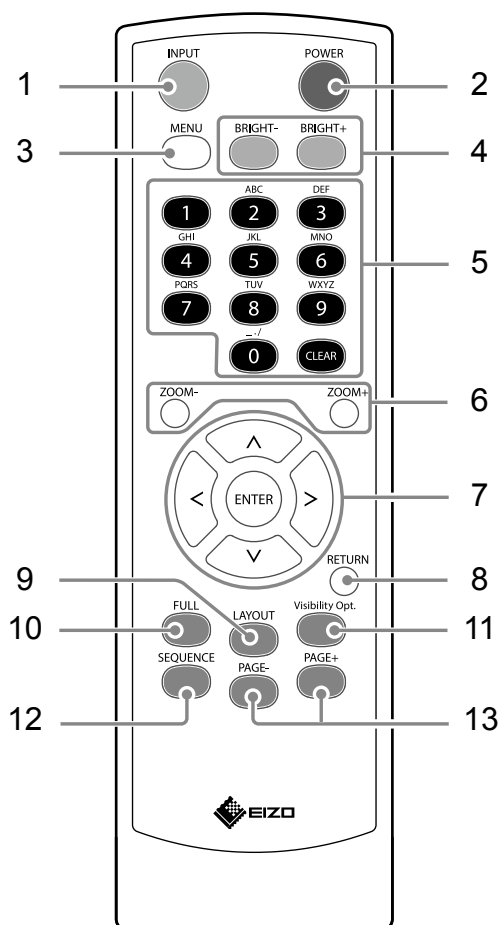 INPUT POWER
1 2
MENU BRIGHT- BRIGHT+
3 4
ABC DEF
1 2 3
GHI JKL MNO
4 5 6 5
PQRS TUV WXYZ
7 8 9
_ . /
0 CLEAR
ZOOM- ZOOM+
6
< ENTER > 7
RETURN
9 8
FULL LAYOUT Visibility Opt.
10 11
SEQUENCE PAGE- PAGE+
12 13
EIZO